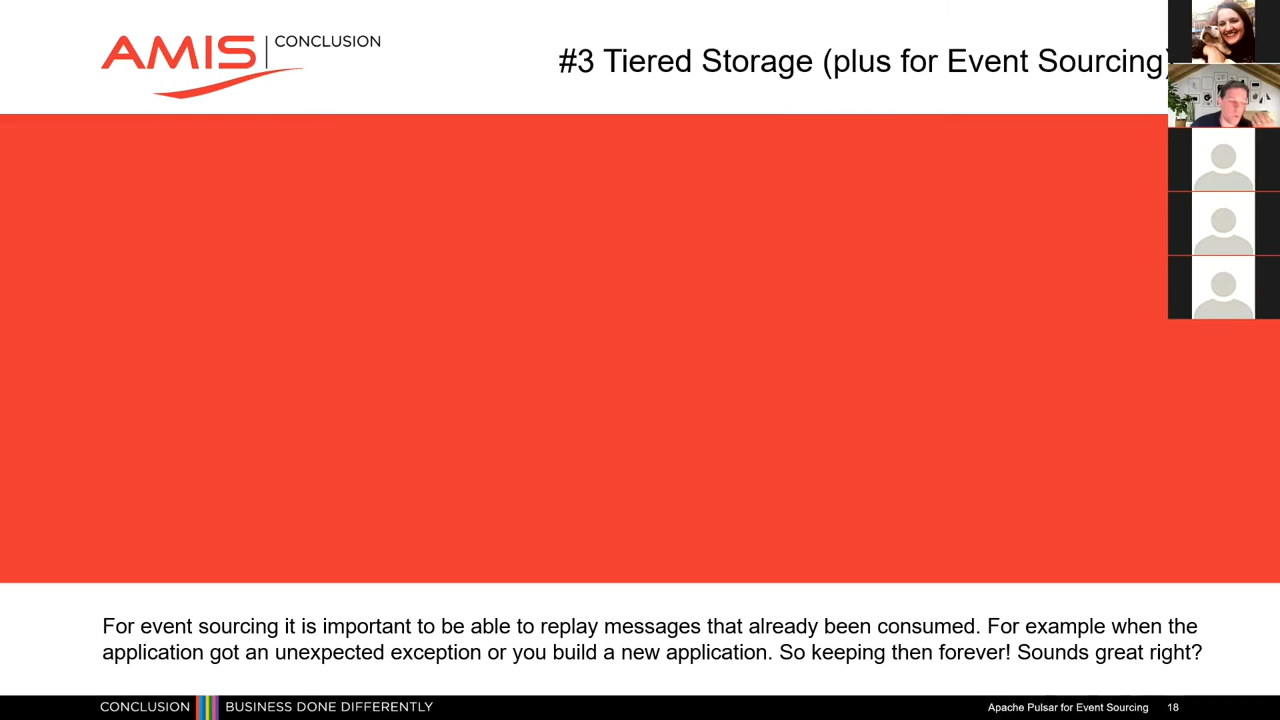 AMIS CONCLUSION
#3 Tiered Storage (plus for Event Sourcing)
For event sourcing it is important to be able to replay messages that already been consumed. For example when the
application got an unexpected exception or you build a new application. So keeping then forever! Sounds great right?
CONCLUSION BUSINESS DONE DIFFERENTLY
Apache Pulsar for Event Sourcing 18